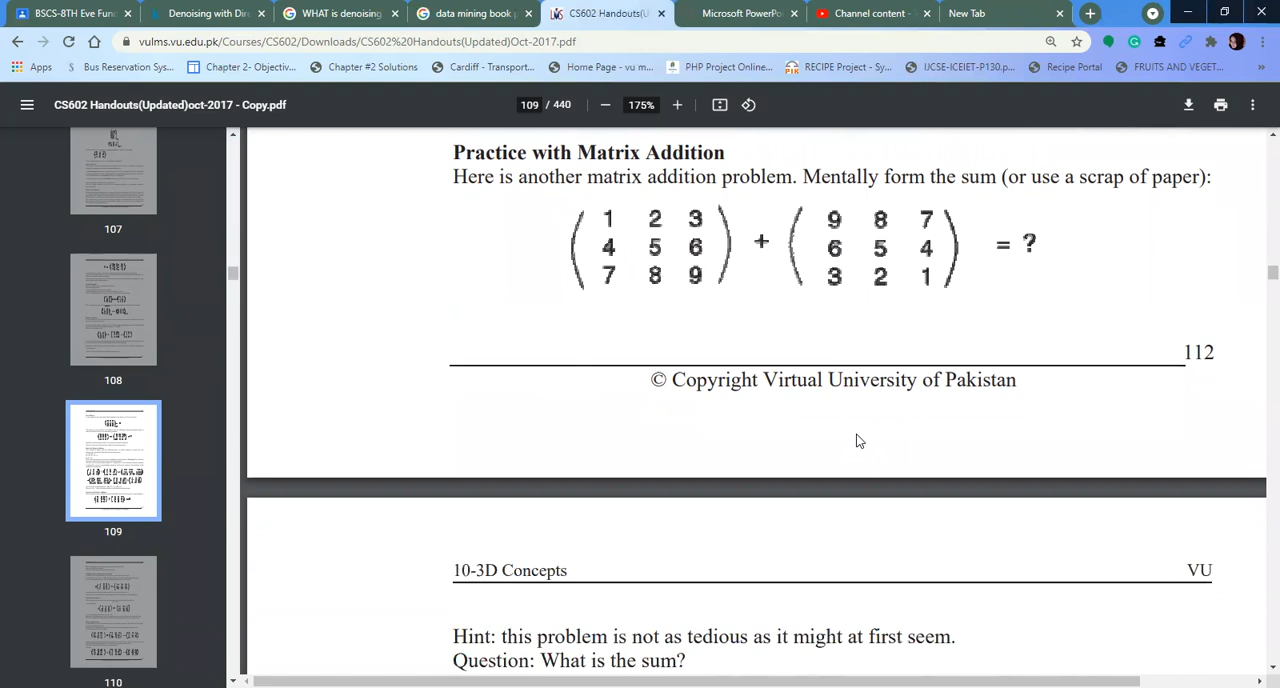 BSCS-8TH Eve Fun
Denoising with Dir
WHAT is denoising
data mining book p
CS602 Handouts(U
Microsoft PowerPo
Channel content -
New Tab
vulms.vu.edu.pk/Courses/CS602/Downloads/CS602%20Handouts(Updated)Oct-2017.pdf
Apps
Bus Reservation Sys...
Chapter 2- Objectiv...
Chapter #2 Solutions
Cardiff - Transport...
Home Page - vu m...
PHP Project Online...
RECIPE Project - Sy...
IJCSE-ICEIET-P130.p...
Recipe Portal
FRUITS AND VEGET...
»
CS602 Handouts(Updated)oct-2017 - Copy.pdf
109 / 440
175%
107
108
109
110
Practice with Matrix Addition
Here is another matrix addition problem. Mentally form the sum (or use a scrap of paper):
1 2 3 9 8 7
4 5 6 + 6 5 4 = ?
7 8 9 3 2 1
112
© Copyright Virtual University of Pakistan
10-3D Concepts VU
Hint: this problem is not as tedious as it might at first seem.
Question: What is the sum?